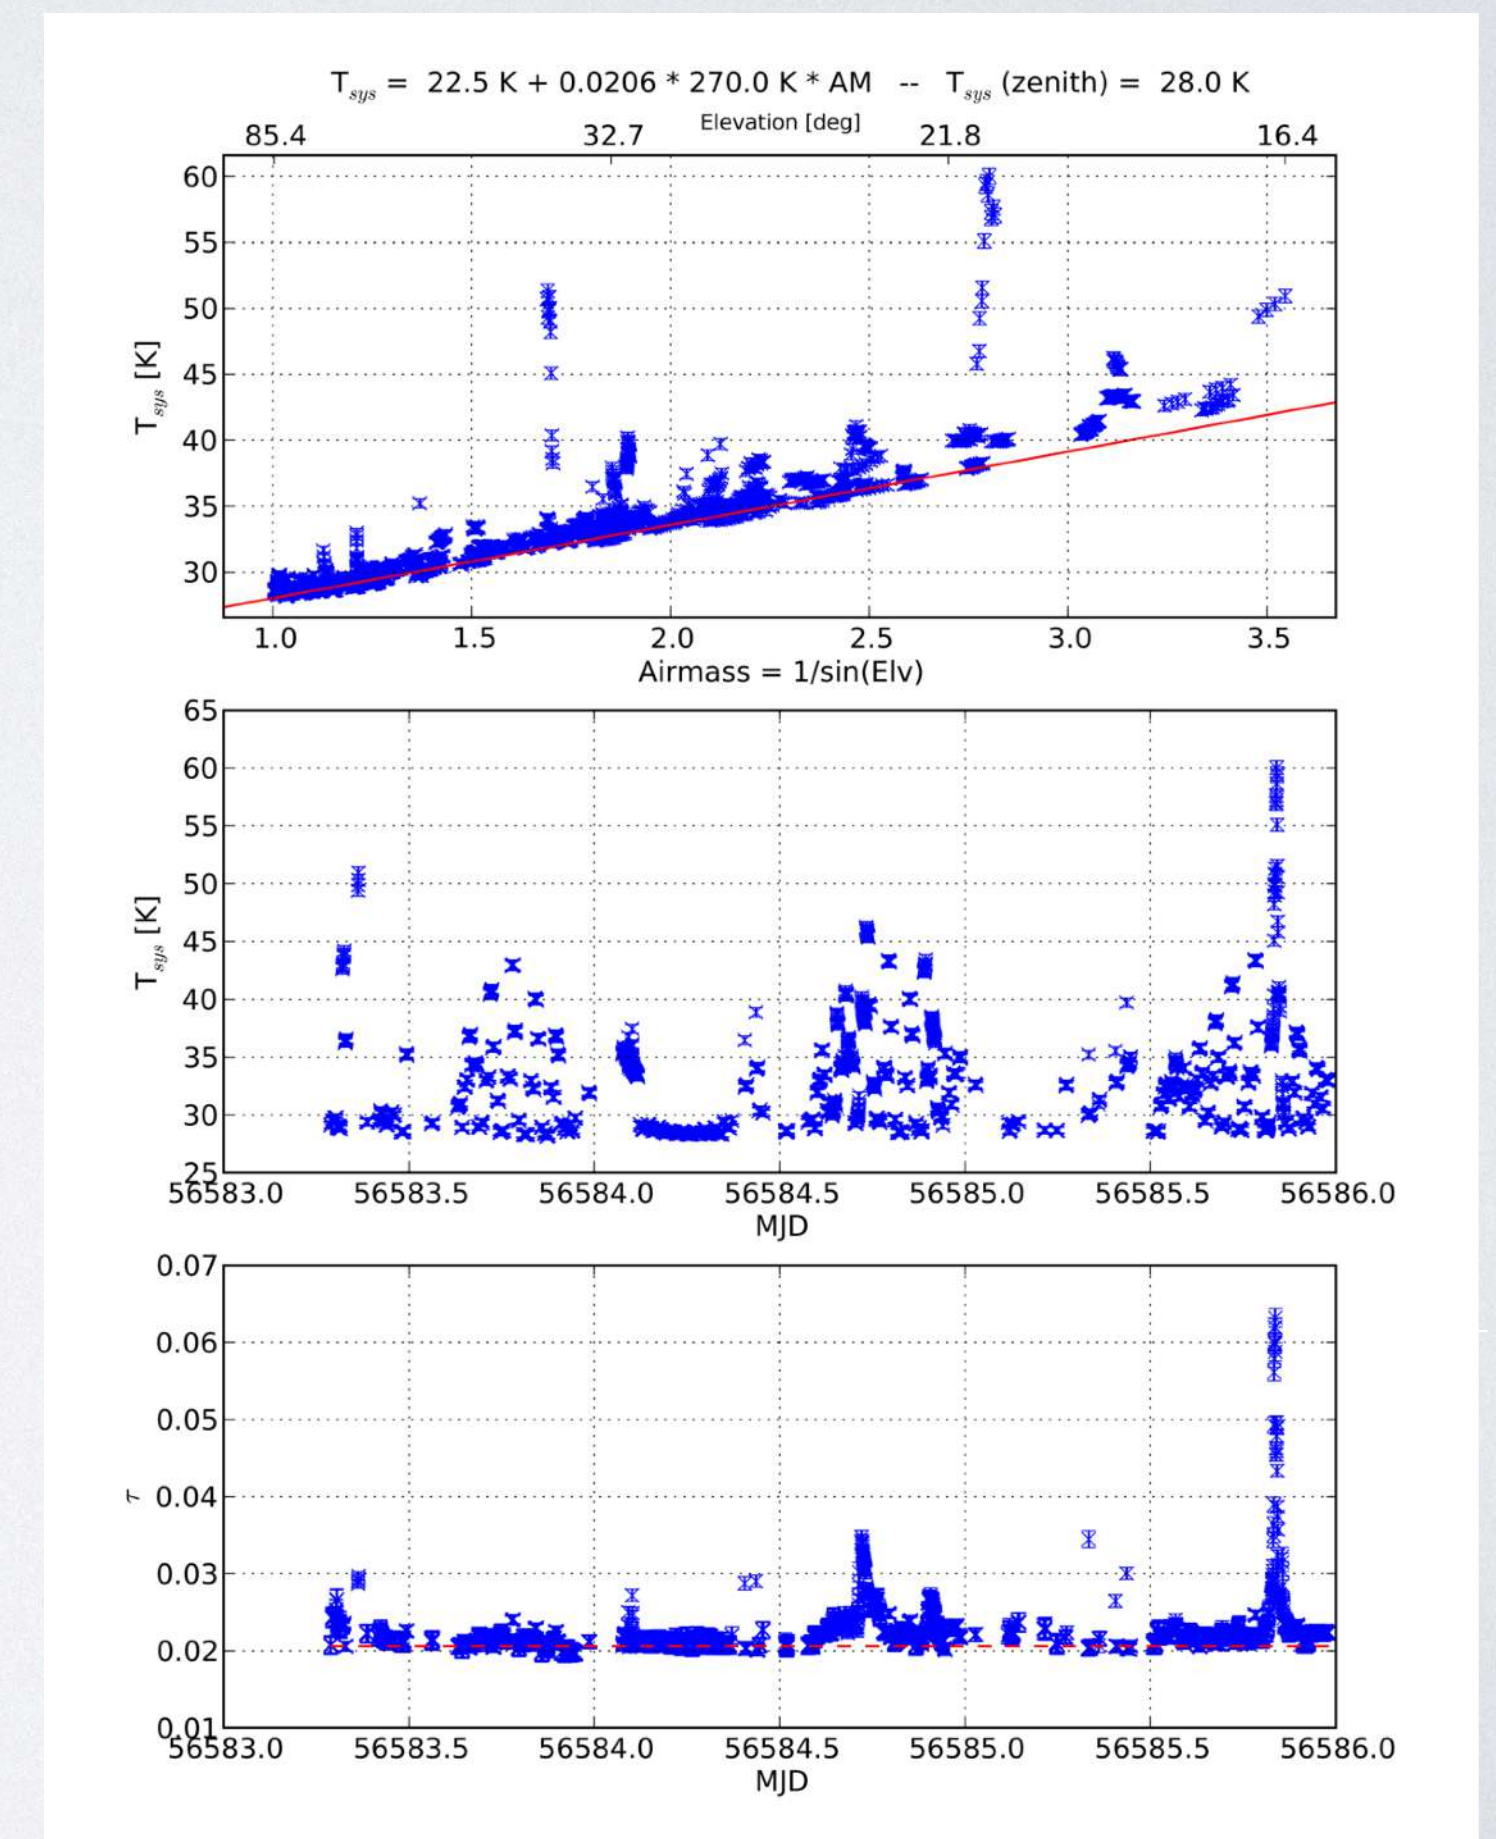 T_sys = 22.5 K + 0.0206 * 270.0 K * AM -- T_sys (zenith) = 28.0 K
Elevation [deg]
85.4 32.7 21.8 16.4
60
55
50
45
40
35
30
T_sys [K]
1.0 1.5 2.0 2.5 3.0 3.5
Airmass = 1/sin(Elv)
65
60
55
50
45
40
35
30
25
T_sys [K]
56583.0 56583.5 56584.0 56584.5 56585.0 56585.5 56586.0
MJD
0.07
0.06
0.05
0.04
0.03
0.02
0.01
τ
56583.0 56583.5 56584.0 56584.5 56585.0 56585.5 56586.0
MJD